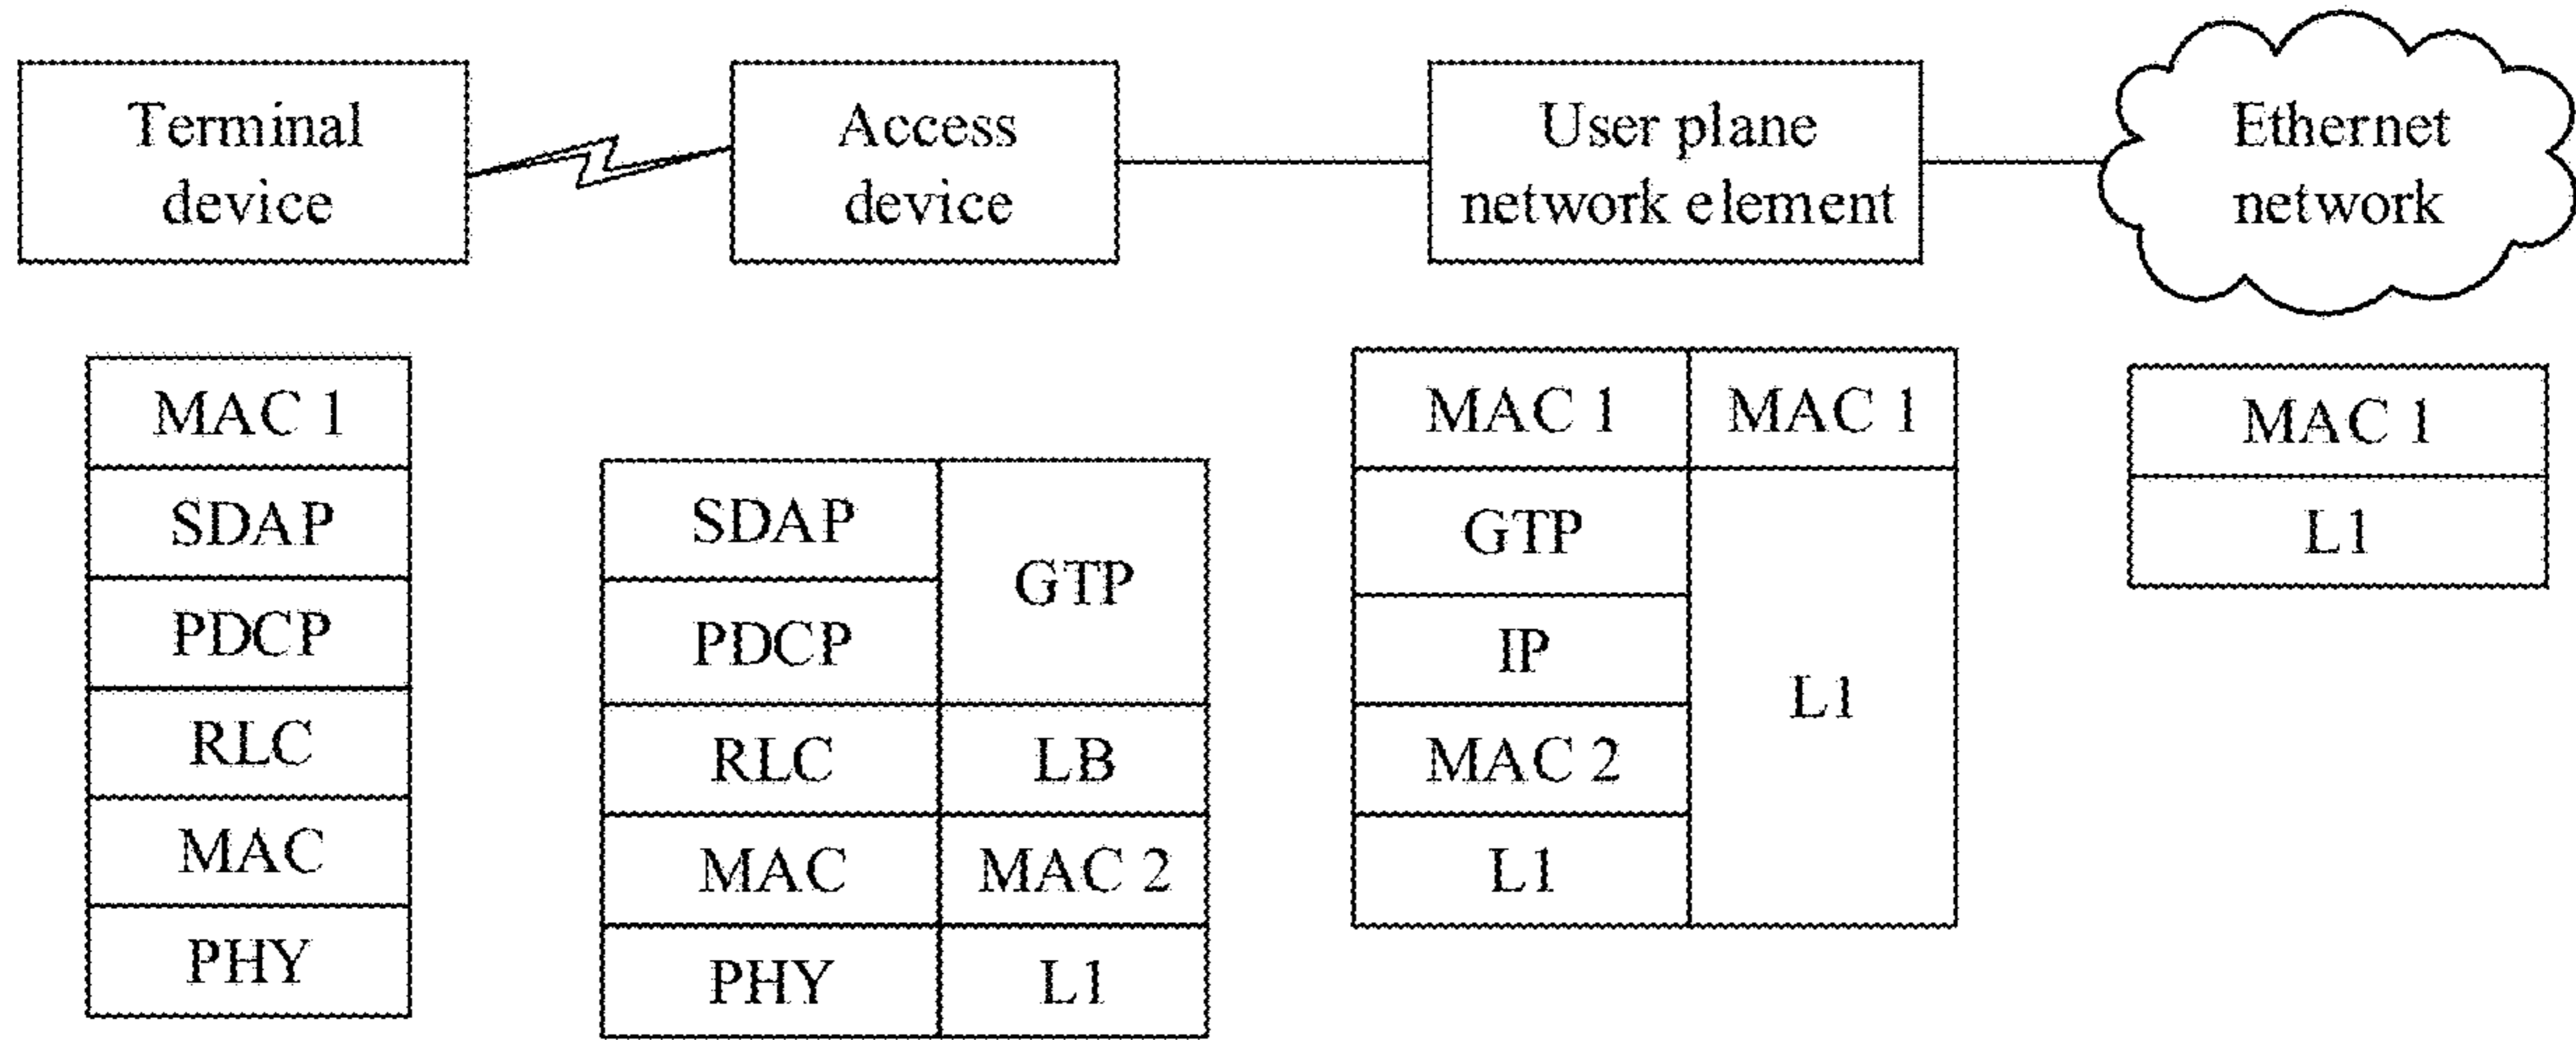 Terminal
device
Access
device
User plane
network element
Ethernet
network
MAC 1
SDAP
PDCP
RLC
MAC
PHY
SDAP
PDCP
RLC
MAC
PHY
GTP
LB
MAC 2
L1
MAC 1
GTP
IP
MAC 2
L1
MAC 1
L1
MAC 1
L1